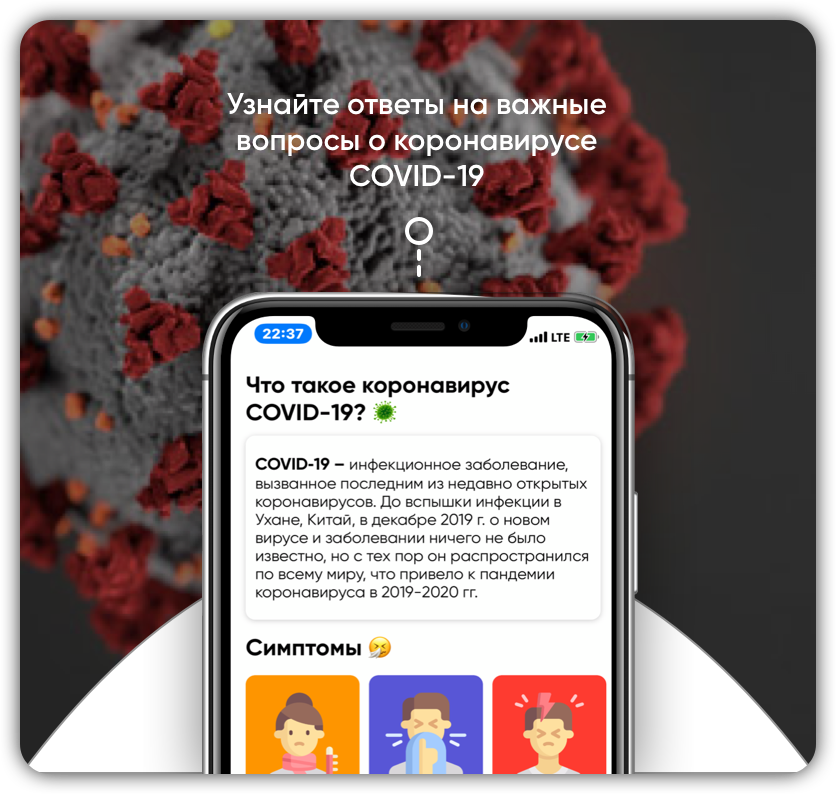 Узнайте ответы на важные
вопросы о коронавирусе
COVID-19
22:37
LTE
Что такое коронавирус
COVID-19?
COVID-19 – инфекционное заболевание,
вызванное последним из недавно открытых
коронавирусов. До вспышки инфекции в
Ухане, Китай, в декабре 2019 г. о новом
вирусе и заболевании ничего не было
известно, но с тех пор он распространился
по всему миру, что привело к пандемии
коронавируса в 2019-2020 гг.
Симптомы